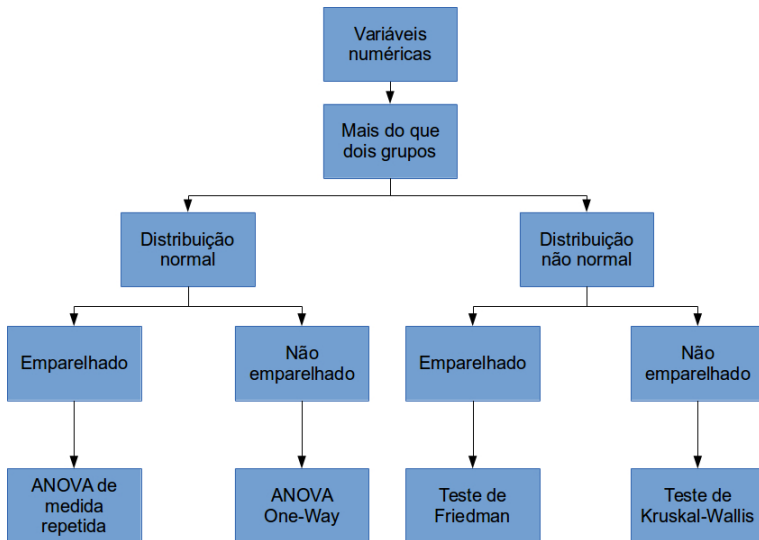 Variáveis
numéricas
Mais do que
dois grupos
Distribuição
normal
Distribuição
não normal
Emparelhado
Não
emparelhado
Emparelhado
Não
emparelhado
ANOVA de
medida
repetida
ANOVA
One-Way
Teste de
Friedman
Teste de
Kruskal-Wallis